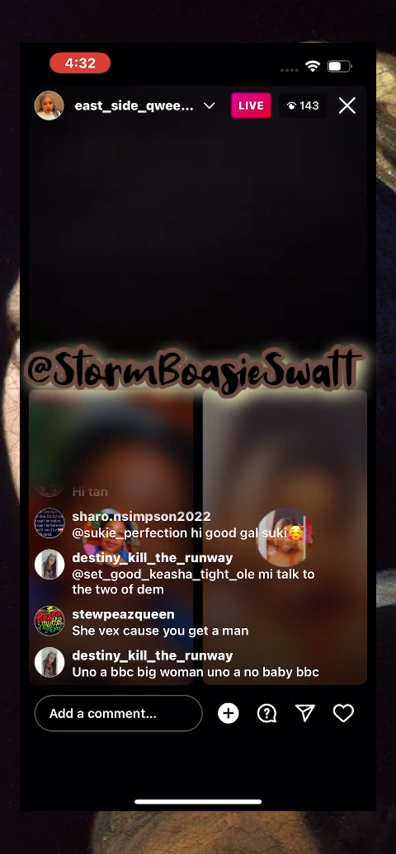 4:32
east_side_qwee...
LIVE
143
@StormBoasieSwatt
Hi tan
sharo.nsimpson2022
@sukie_perfection hi good gal suki🥰
destiny_kill_the_runway
@set_good_keasha_tight_ole mi talk to
the two of dem
stewpeazqueen
She vex cause you get a man
destiny_kill_the_runway
Uno a bbc big woman uno a no baby bbc
Add a comment...